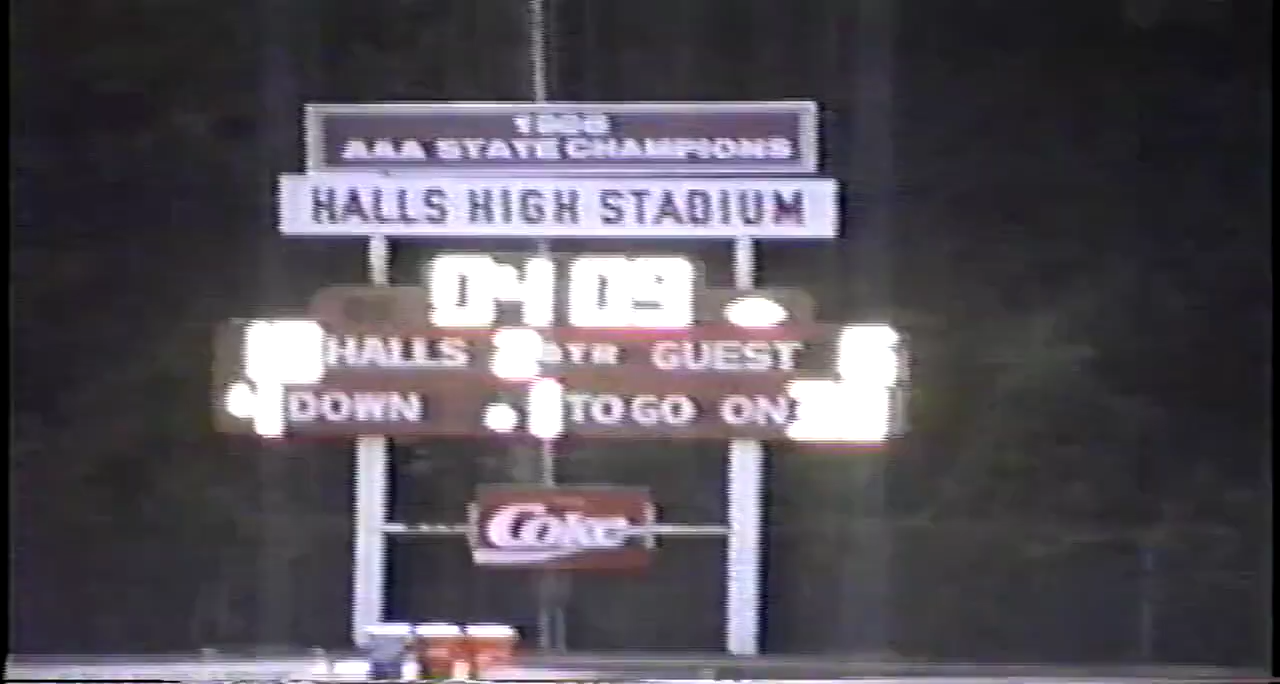 AAA STATE CHAMPIONS
HALLS HIGH STADIUM
04 09
HALLS QTR GUEST
DOWN TO GO ON
Coke